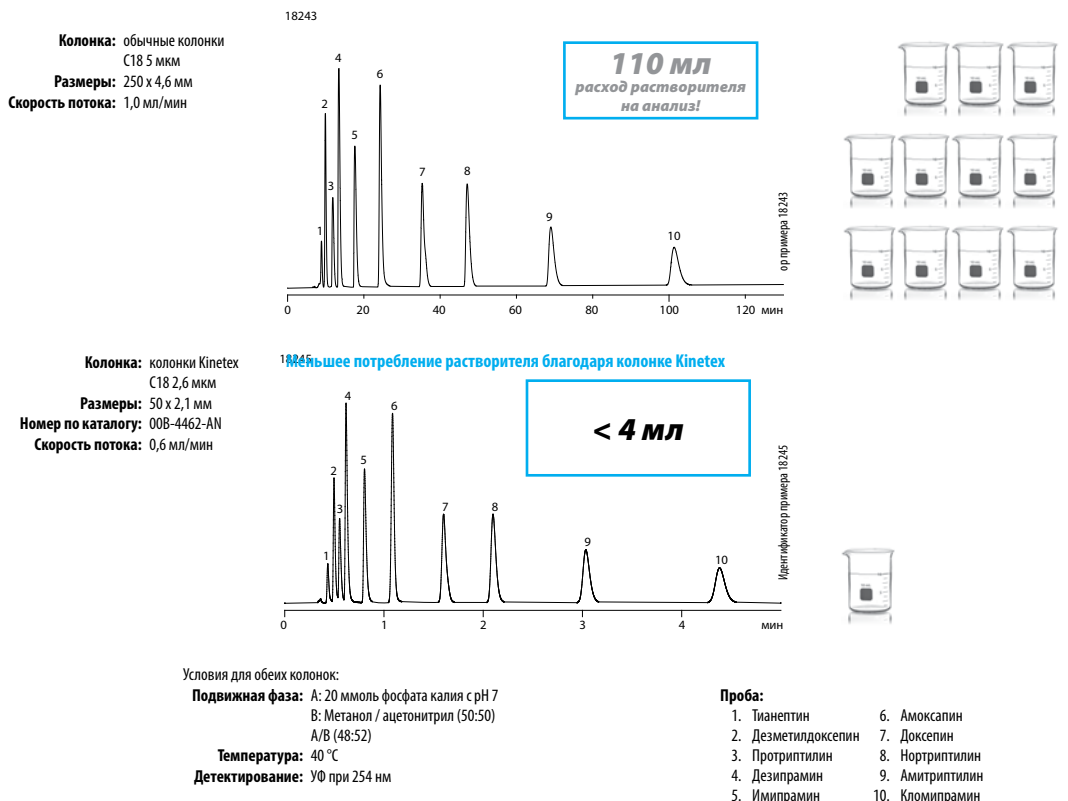 18243
Колонка: обычные колонки
C18 5 мкм
Размеры: 250 x 4,6 мм
Скорость потока: 1,0 мл/мин
110 мл
расход растворителя
на анализ!
1 2 3 4 5 6 7 8 9 10
ор примера 18243
0 20 40 60 80 100 120 мин
18245
Меньшее потребление растворителя благодаря колонке Kinetex
Колонка: колонки Kinetex
C18 2,6 мкм
Размеры: 50 x 2,1 мм
Номер по каталогу: 00B-4462-AN
Скорость потока: 0,6 мл/мин
< 4 мл
1 2 3 4 5 6 7 8 9 10
Идентификатор примера 18245
0 1 2 3 4 мин
Условия для обеих колонок:
Подвижная фаза: A: 20 ммоль фосфата калия с pH 7
B: Метанол / ацетонитрил (50:50)
A/B (48:52)
Температура: 40 °C
Детектирование: УФ при 254 нм
Проба:
1. Тианептин
2. Дезметилдоксепин
3. Протриптилин
4. Дезипрамин
5. Имипрамин
6. Амоксапин
7. Доксепин
8. Нортриптилин
9. Амитриптилин
10. Кломипрамин